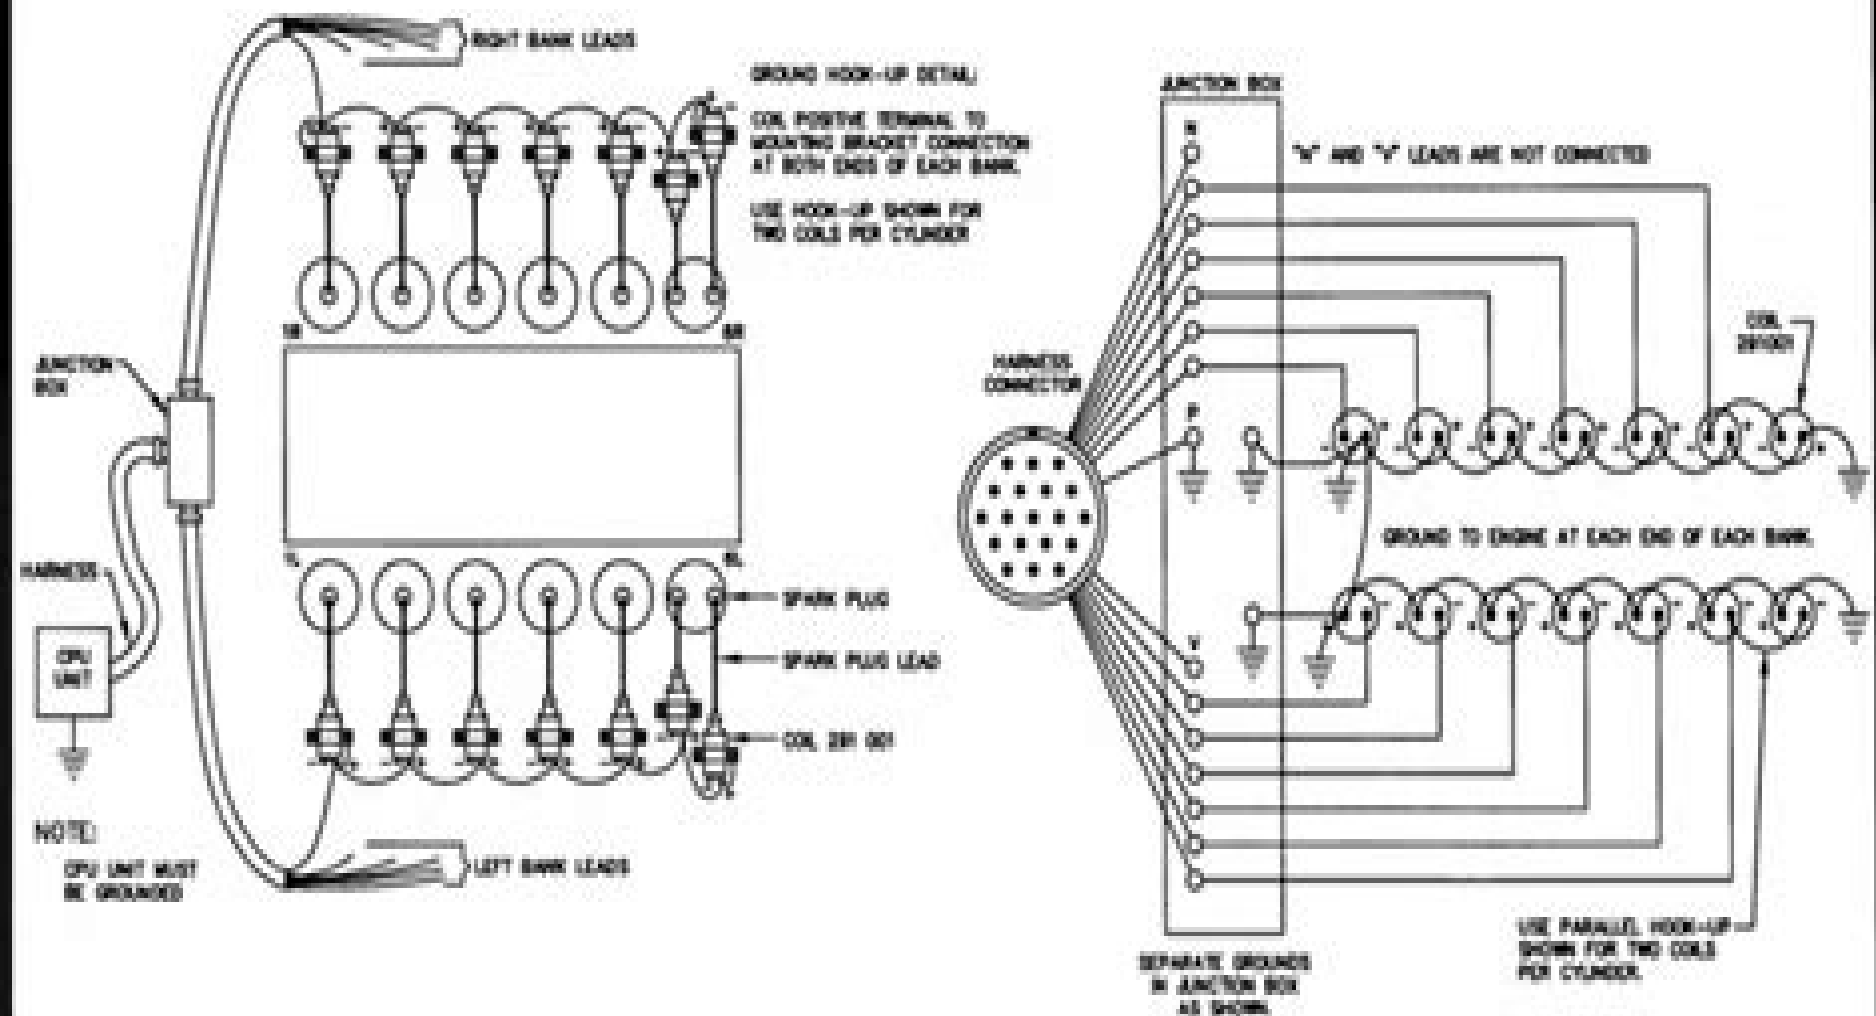 RIGHT BANK LEADS
GROUND HOOK-UP DETAIL:
COIL POSITIVE TERMINAL TO
MOUNTING BRACKET CONNECTION
AT BOTH ENDS OF EACH BANK.
USE HOOK-UP SHOWN FOR
TWO COILS PER CYLINDER
6R
JUNCTION
BOX
HARNESS
CPU
UNIT
6L
SPARK PLUG
SPARK PLUG LEAD
COIL 291 001
NOTE:
CPU UNIT MUST
BE GROUNDED
LEFT BANK LEADS
JUNCTION BOX
"N" AND "V" LEADS ARE NOT CONNECTED
N
HARNESS
CONNECTOR
P
COIL
291001
GROUND TO ENGINE AT EACH END OF EACH BANK.
V
USE PARALLEL HOOK-UP
SHOWN FOR TWO COILS
PER CYLINDER.
SEPARATE GROUNDS
IN JUNCTION BOX
AS SHOWN.